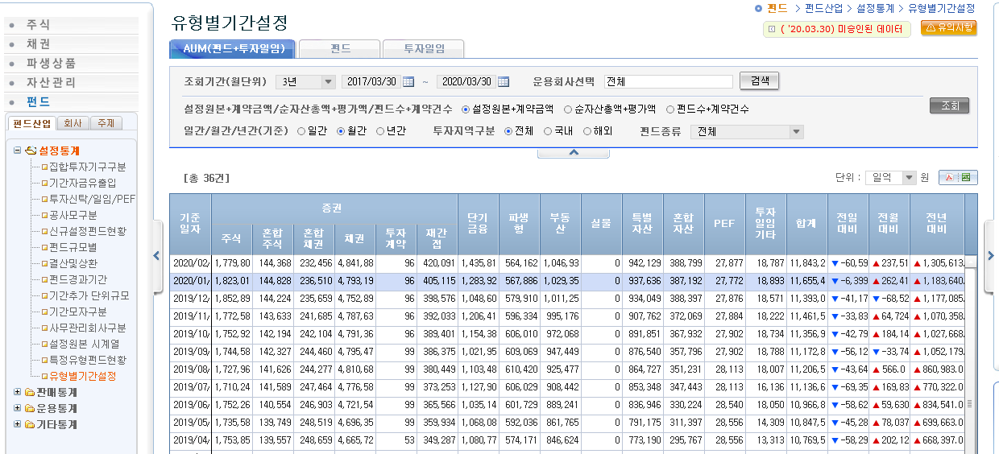 펀드 > 펀드산업 > 설정통계 > 유형별기간설정
유형별기간설정
( '20.03.30) 미승인된 데이터 유의사항
주식
채권
파생상품
자산관리
펀드
펀드산업 회사 주제
설정통계
집합투자기구구분
기간자금유출입
투자신탁/일임/PEF
공사모구분
신규설정펀드현황
펀드규모별
결산및상환
펀드경과기간
기간추가 단위규모
기간모자구분
사무관리회사구분
설정원본 시계열
특정유형펀드현황
유형별기간설정
판매통계
운용통계
기타통계
AUM(펀드+투자일임) 펀드 투자일임
조회기간(월단위) 3년 2017/03/30 ~ 2020/03/30 운용회사선택 전체 검색
설정원본+계약금액/순자산총액+평가액/펀드수+계약건수 설정원본+계약금액 순자산총액+평가액 펀드수+계약건수 조회
일간/월간/년간(기준) 일간 월간 년간 투자지역구분 전체 국내 해외 펀드종류 전체
[총 36건] 단위 : 일억 원
기준일자 증권 단기금융 파생형 부동산 실물 특별자산 혼합자산 PEF 투자일임기타 합계 전일대비 전월대비 전년대비
주식 혼합주식 혼합채권 채권 투자계약 재간접
2020/02/ 1,779,80 144,368 232,456 4,841,88 96 420,091 1,435,81 564,162 1,046,93 0 942,129 388,799 27,877 18,787 11,843,2 ▼ -60,59 ▲ 237,51 ▲ 1,305,613.
2020/01/ 1,823,01 144,828 236,510 4,793,19 96 405,115 1,283,92 567,886 1,029,35 0 937,636 387,192 27,772 18,893 11,655,4 ▼ -6,399 ▲ 262,41 ▲ 1,183,640.
2019/12/ 1,852,89 144,224 235,659 4,752,89 96 398,576 1,048,60 579,910 1,011,25 0 934,049 388,397 27,876 18,571 11,393,0 ▼ -41,17 ▼ -68,52 ▲ 1,177,085.
2019/11/ 1,772,58 143,633 241,685 4,787,63 96 392,033 1,206,41 596,334 995,176 0 907,762 372,069 27,884 18,222 11,461,5 ▼ -33,83 ▲ 64,724 ▲ 1,070,358.
2019/10/ 1,752,92 142,194 242,104 4,791,36 96 389,401 1,154,38 606,010 972,068 0 891,851 367,932 27,902 18,734 11,356,9 ▼ -42,79 ▲ 184,14 ▲ 1,027,668.
2019/09/ 1,744,58 142,327 244,460 4,795,47 99 386,375 1,021,95 609,069 947,449 0 876,540 357,796 27,902 18,788 11,172,8 ▼ -56,12 ▼ -33,74 ▲ 1,052,179.
2019/08/ 1,727,96 141,626 244,277 4,810,68 99 380,449 1,103,48 610,420 925,477 0 864,727 351,231 28,113 18,007 11,206,5 ▼ -43,64 ▲ 566.0 ▲ 860,983.0
2019/07/ 1,710,24 141,589 247,464 4,776,58 99 373,253 1,127,90 606,029 908,442 0 853,348 347,443 28,113 16,136 11,136,6 ▼ -69,35 ▲ 169,83 ▲ 770,322.0
2019/06/ 1,752,26 140,554 246,903 4,721,54 99 365,566 1,035,14 601,729 889,241 0 836,946 330,224 28,540 18,050 10,966,8 ▼ -58,62 ▲ 59,630 ▲ 834,541.0
2019/05/ 1,735,58 139,749 248,519 4,696,35 99 359,934 1,068,08 592,036 861,765 0 791,175 311,397 28,556 14,309 10,847,5 ▼ -45,28 ▲ 78,037 ▲ 699,663.0
2019/04/ 1,753,85 139,557 248,659 4,665,72 53 349,287 1,080,77 574,171 846,624 0 773,190 295,767 28,556 13,313 10,769,5 ▼ -58,29 ▲ 202,12 ▲ 668,397.0